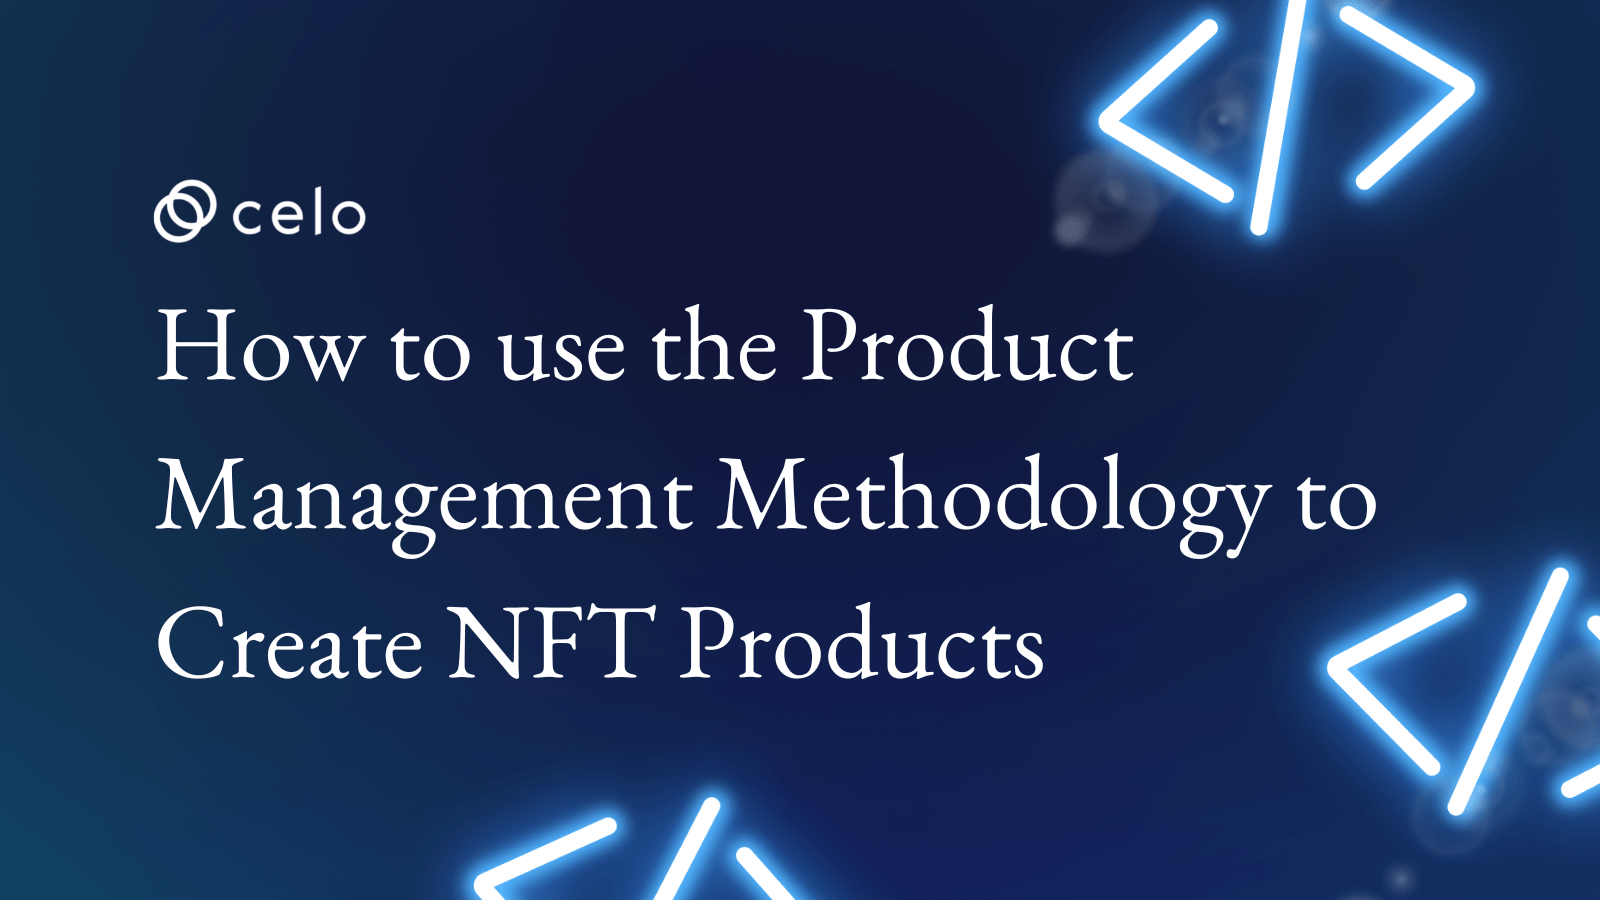 celo
How to use the Product
Management Methodology to
Create NFT Products